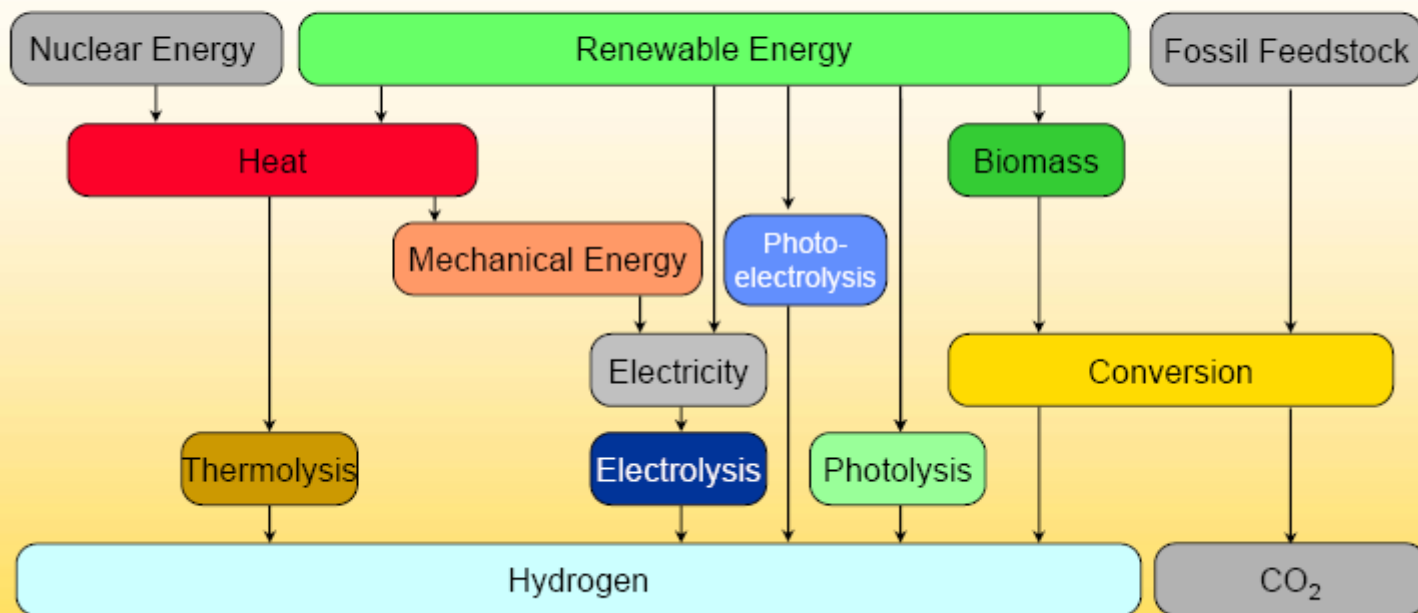 Nuclear Energy
Renewable Energy
Fossil Feedstock
Heat
Biomass
Mechanical Energy
Photo-
electrolysis
Electricity
Conversion
Thermolysis
Electrolysis
Photolysis
Hydrogen
CO₂